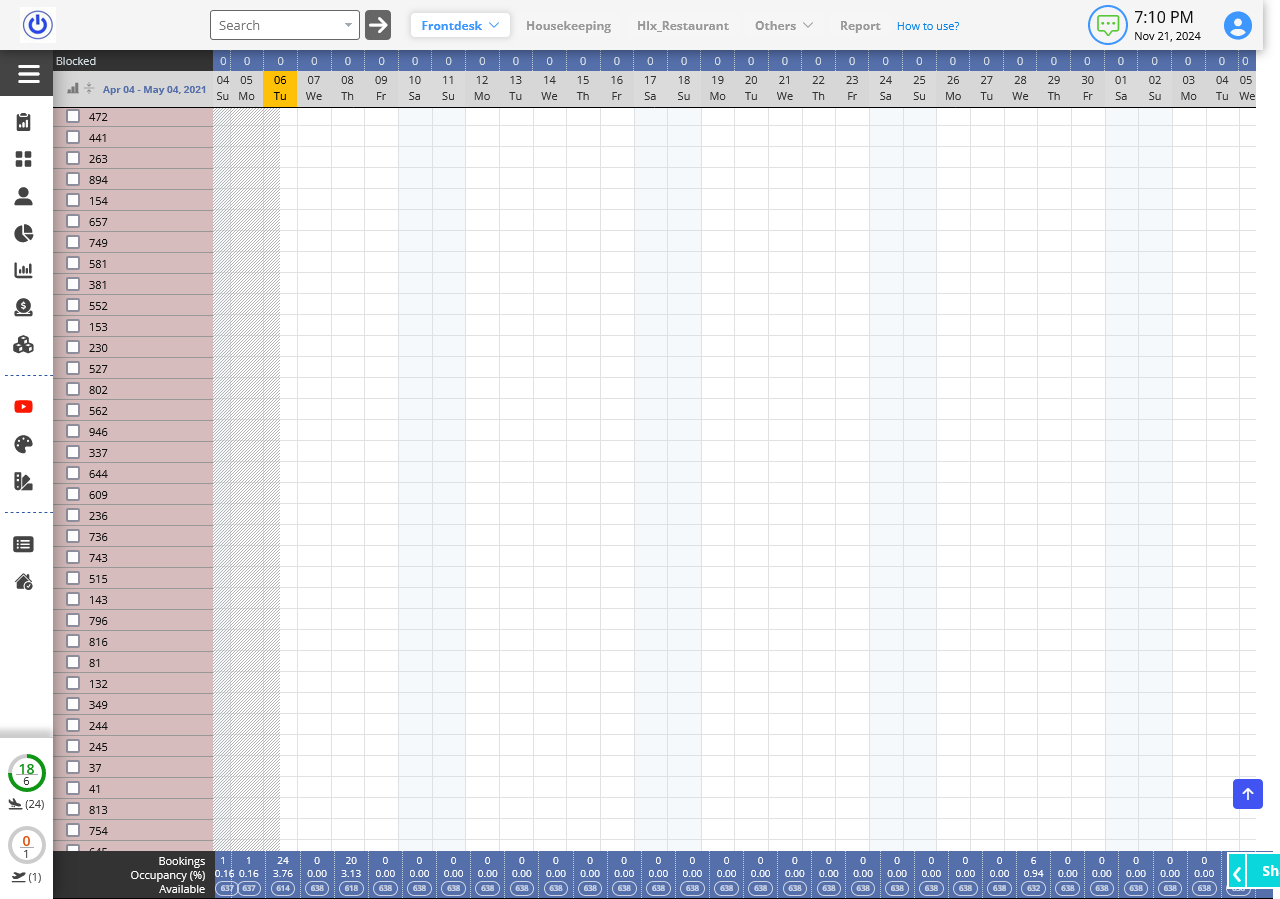 Search
Frontdesk
Housekeeping
Hlx_Restaurant
Others
Report
How to use?
7:10 PM
Nov 21, 2024
Blocked 0 0 0 0 0 0 0 0 0 0 0 0 0 0 0 0 0 0 0 0 0 0 0 0 0 0 0 0 0 0 0 0
Apr 04 - May 04, 2021
04 05 06 07 08 09 10 11 12 13 14 15 16 17 18 19 20 21 22 23 24 25 26 27 28 29 30 01 02 03 04 05
Su Mo Tu We Th Fr Sa Su Mo Tu We Th Fr Sa Su Mo Tu We Th Fr Sa Su Mo Tu We Th Fr Sa Su Mo Tu We
472
441
263
894
154
657
749
581
381
552
153
230
527
802
562
946
337
644
609
236
736
743
515
143
796
816
81
132
349
244
245
37
41
813
754
18
6
(24)
0
1
(1)
Bookings 1 1 24 0 20 0 0 0 0 0 0 0 0 0 0 0 0 0 0 0 0 0 0 0 6 0 0 0 0 0
Occupancy (%) 0.16 0.16 3.76 0.00 3.13 0.00 0.00 0.00 0.00 0.00 0.00 0.00 0.00 0.00 0.00 0.00 0.00 0.00 0.00 0.00 0.00 0.00 0.00 0.00 0.94 0.00 0.00 0.00 0.00 0.00
Available 637 637 614 638 618 638 638 638 638 638 638 638 638 638 638 638 638 638 638 638 638 638 638 638 632 638 638 638 638 638
Sh